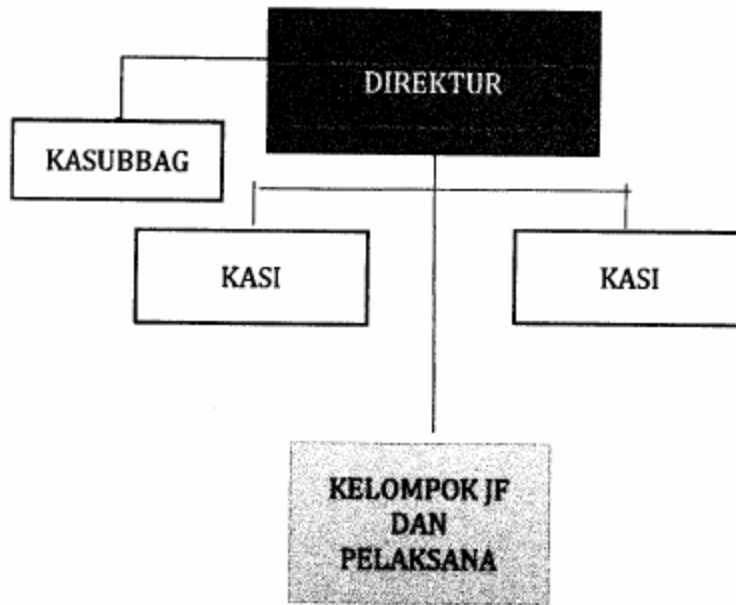 DIREKTUR
KASUBBAG
KASI
KASI
KELOMPOK JF
DAN
PELAKSANA